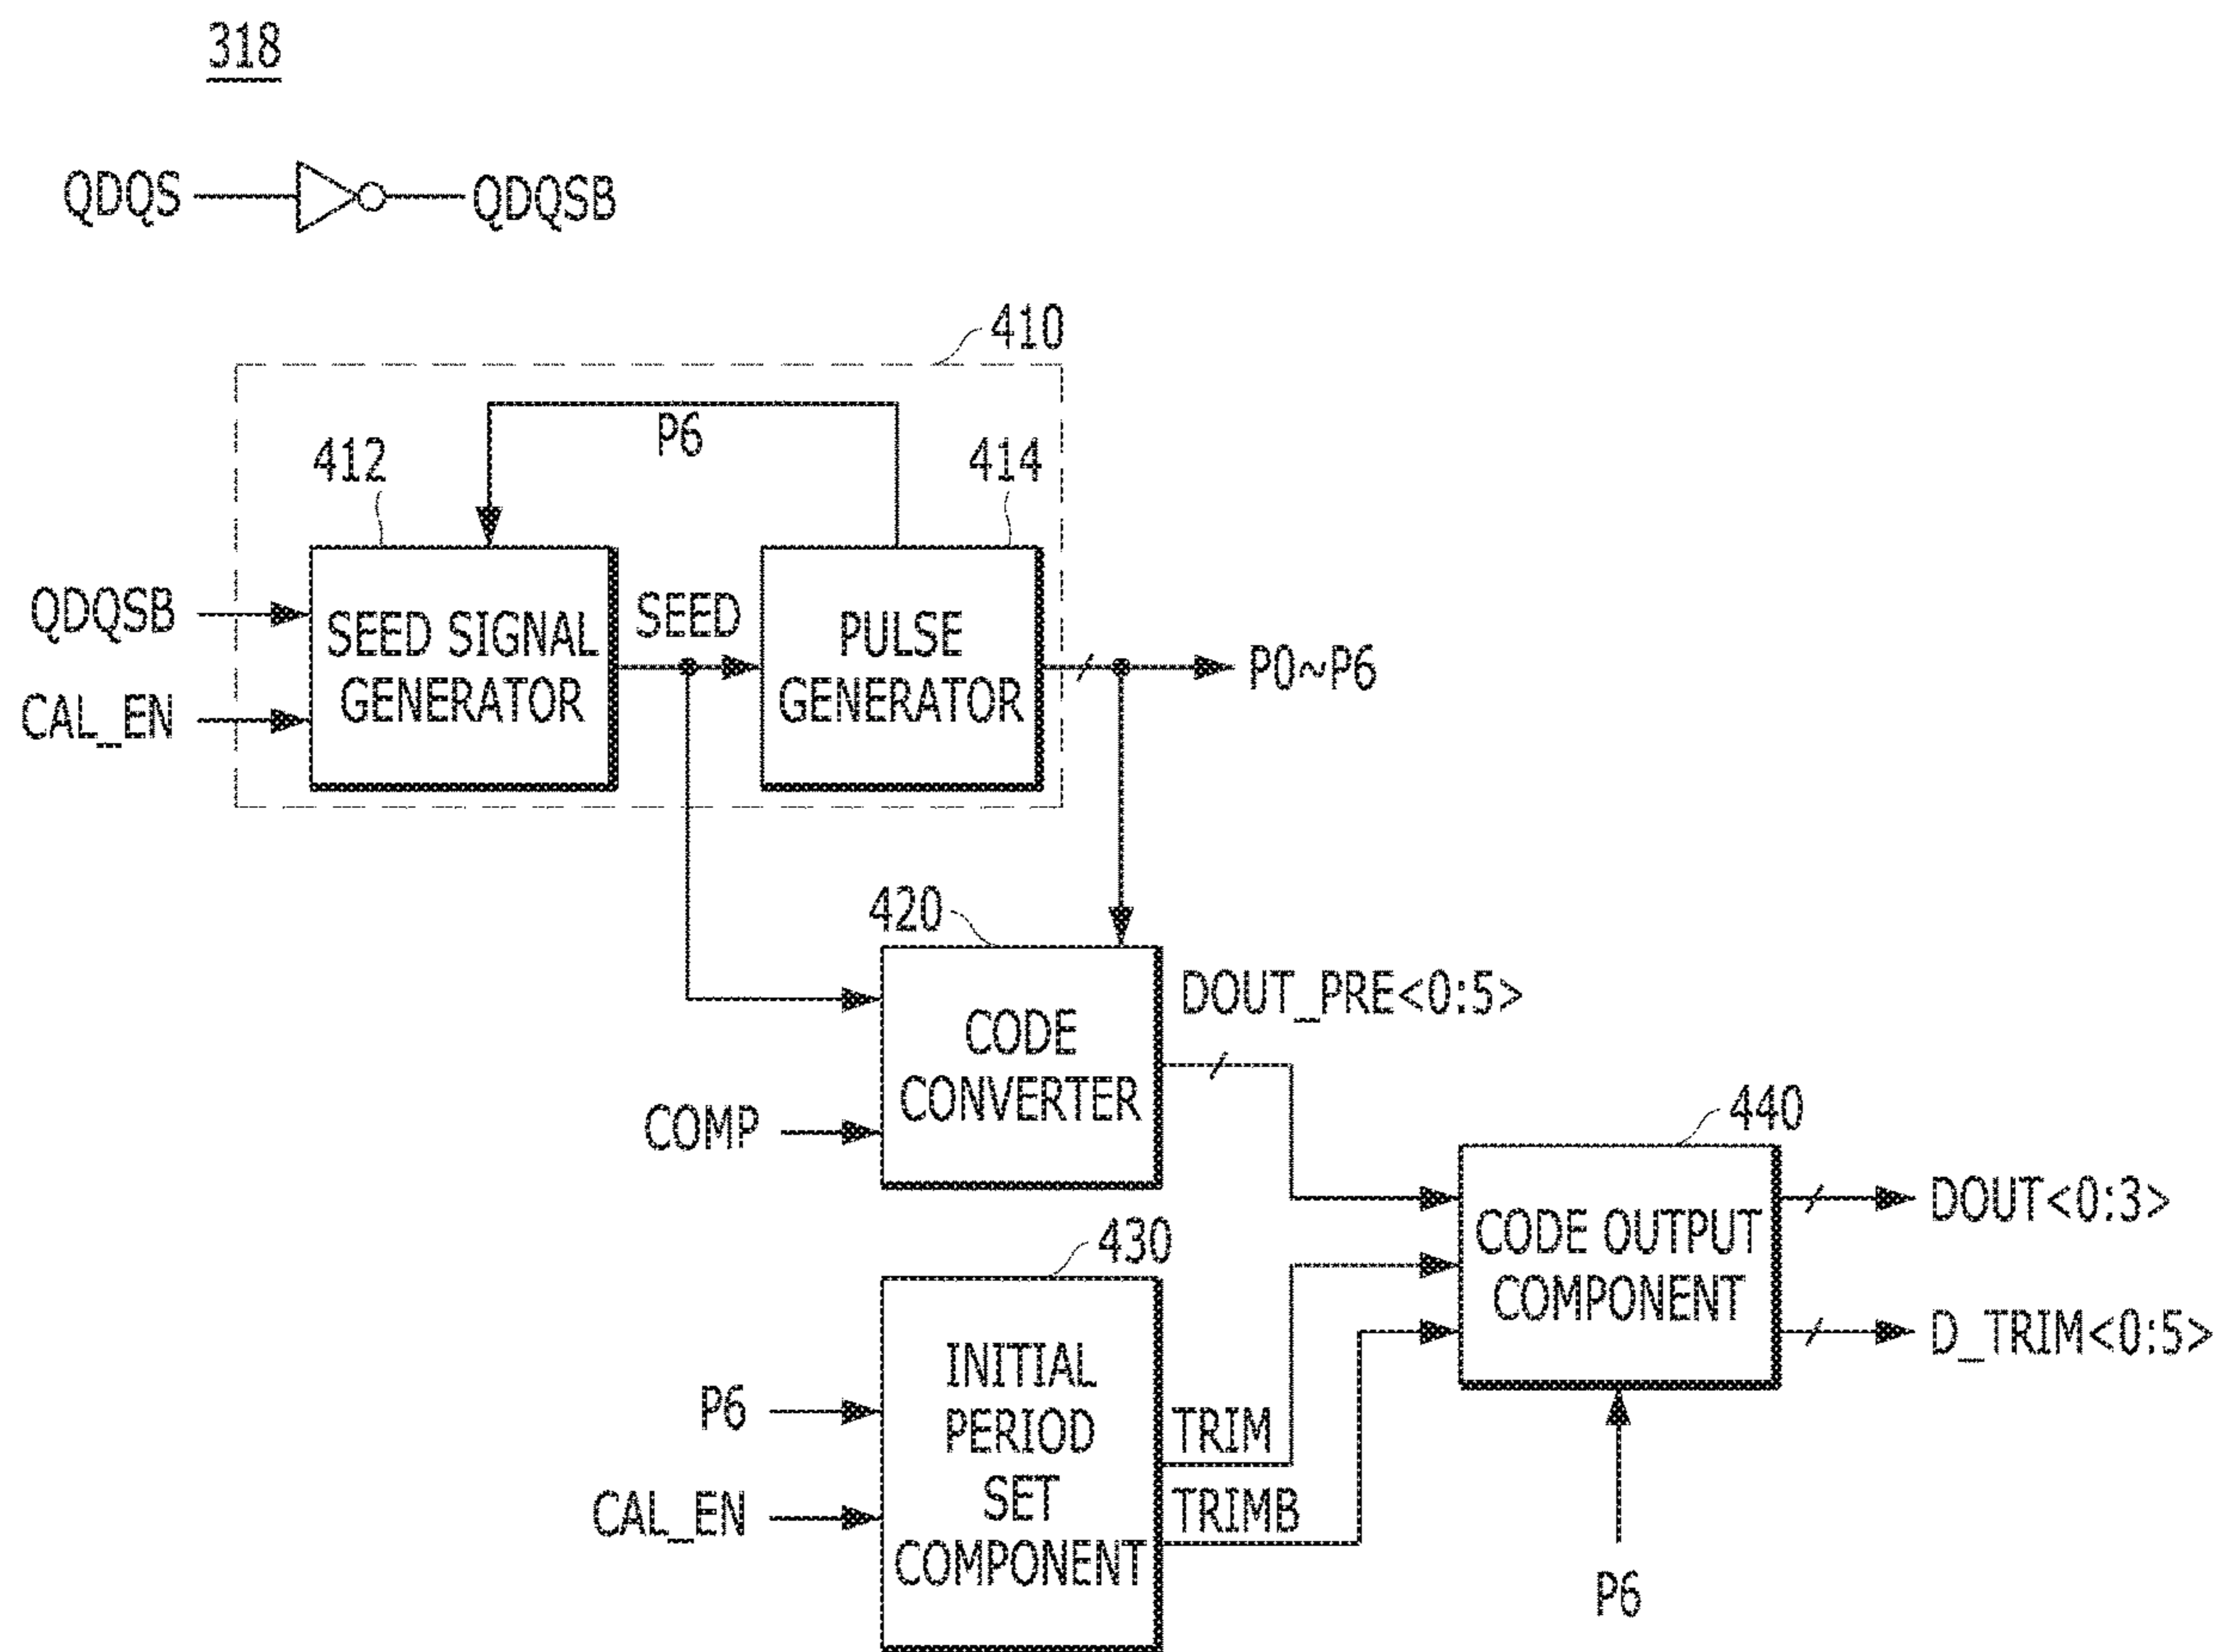 318
QDQS
QDQSB
410
P6
412
414
QDQSB
CAL_EN
SEED SIGNAL
GENERATOR
SEED
PULSE
GENERATOR
P0~P6
420
CODE
CONVERTER
DOUT_PRE<0:5>
COMP
440
CODE OUTPUT
COMPONENT
DOUT<0:3>
D_TRIM<0:5>
430
INITIAL
PERIOD
SET
COMPONENT
P6
CAL_EN
TRIM
TRIMB
P6